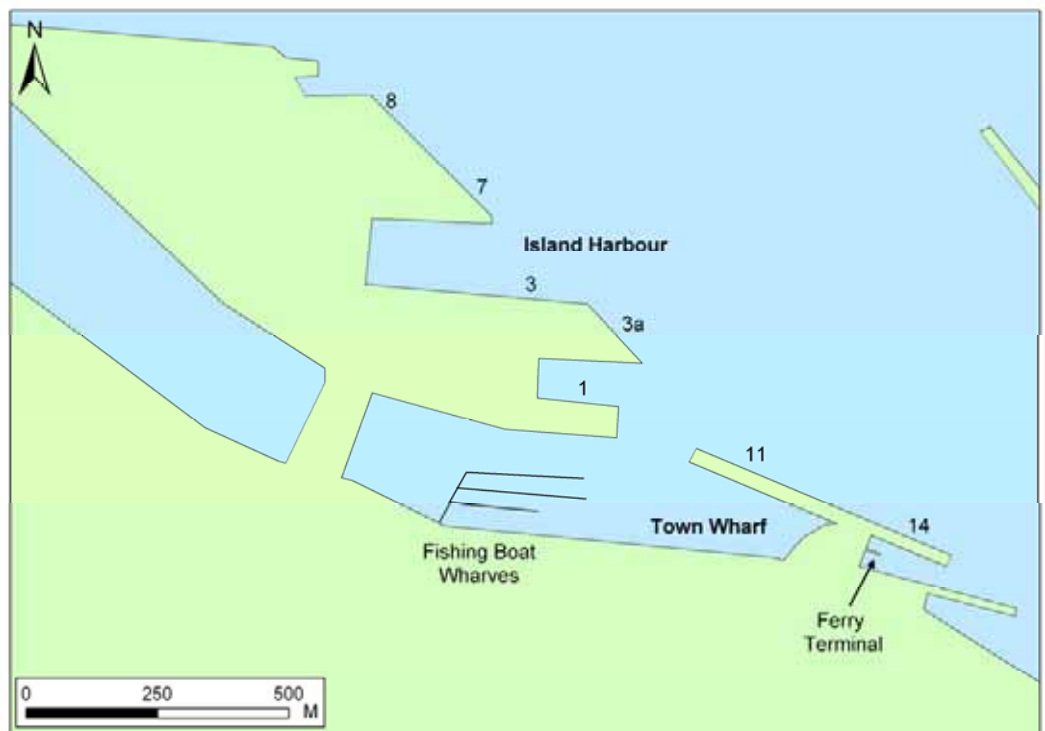 N
8
7
Island Harbour
3
3a
1
11
14
Town Wharf
Fishing Boat
Wharves
Ferry
Terminal
0 250 500
M